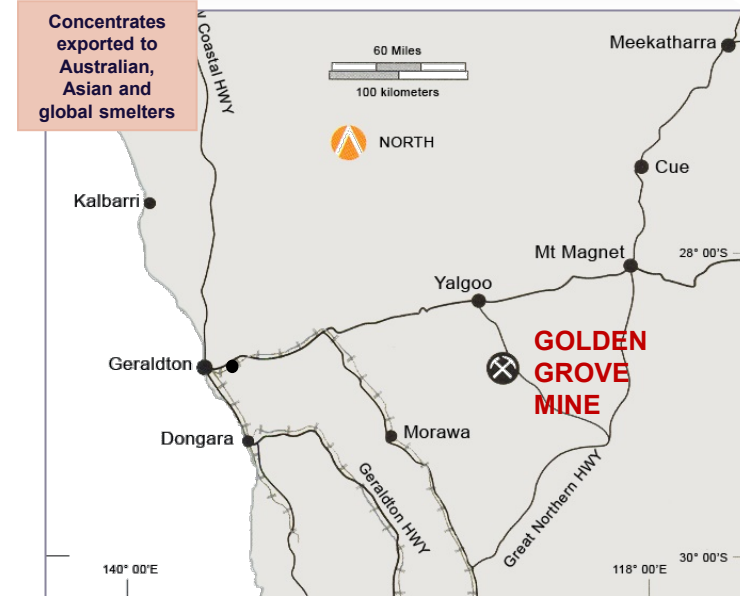 Concentrates
exported to
Australian,
Asian and
global smelters
w Coastal HWY
60 Miles
100 kilometers
NORTH
Meekatharra
Cue
Kalbarri
Mt Magnet
28° 00'S
Yalgoo
GOLDEN
GROVE
MINE
Geraldton
Dongara
Morawa
Geraldton HWY
Great Northern HWY
30° 00'S
140° 00'E
118° 00'E